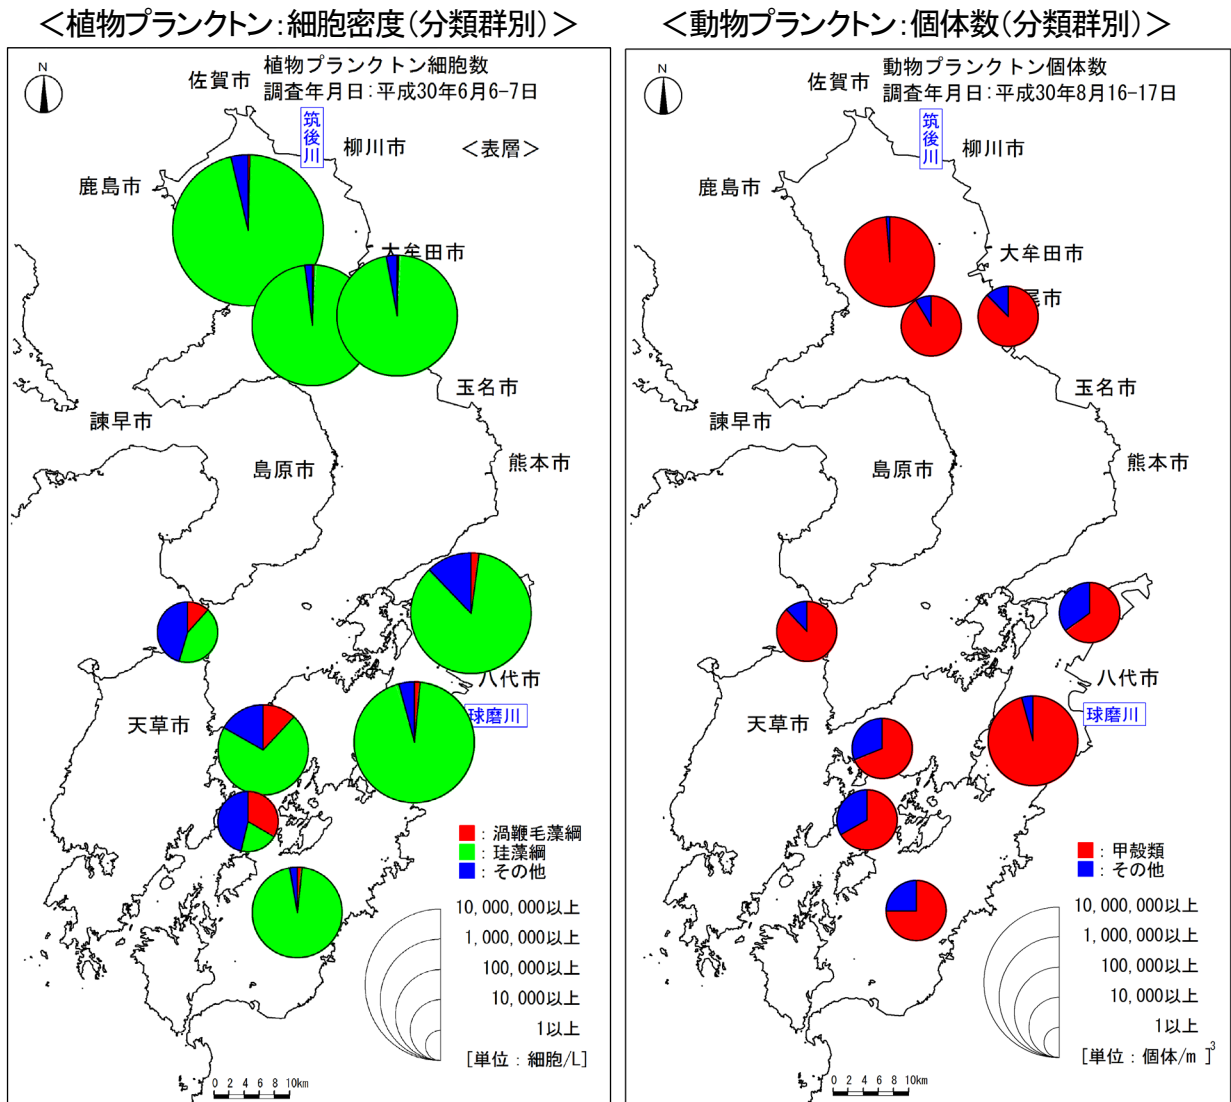 ＜植物プランクトン：細胞密度（分類群別）＞
N
植物プランクトン細胞数
調査年月日：平成30年6月6-7日
佐賀市
筑後川
柳川市
＜表層＞
鹿島市
大牟田市
玉名市
諫早市
島原市
熊本市
八代市
球磨川
天草市
：渦鞭毛藻綱
：珪藻綱
：その他
10,000,000以上
1,000,000以上
100,000以上
10,000以上
1以上
[単位：細胞/L]
0 2 4 6 8 10km
＜動物プランクトン：個体数（分類群別）＞
N
動物プランクトン個体数
調査年月日：平成30年8月16-17日
佐賀市
筑後川
柳川市
鹿島市
大牟田市
尾市
玉名市
諫早市
島原市
熊本市
八代市
球磨川
天草市
：甲殻類
：その他
10,000,000以上
1,000,000以上
100,000以上
10,000以上
1以上
[単位：個体/m³]
0 2 4 6 8 10km